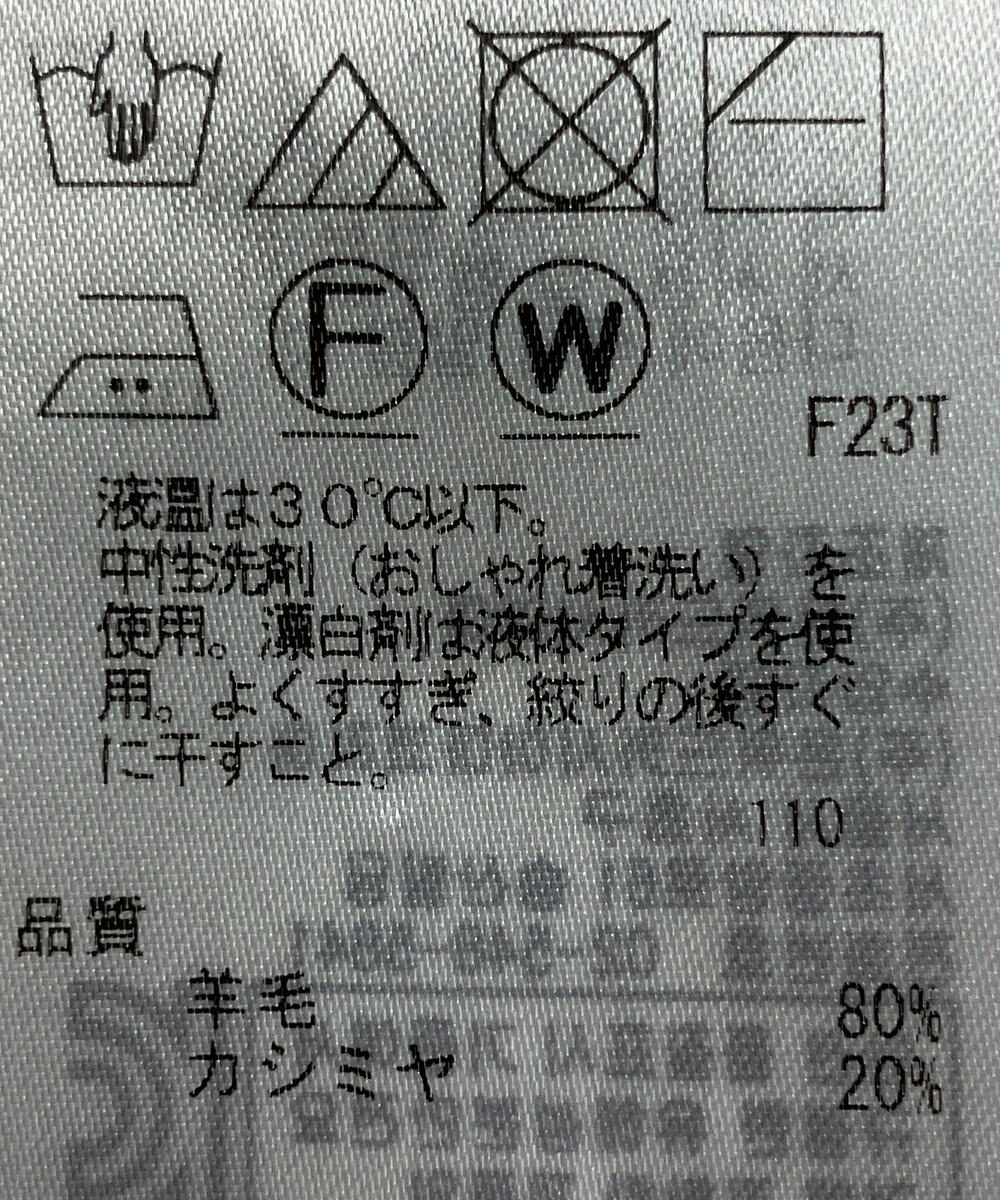 F W
F23T
液温は30℃以下。
中性洗剤(おしゃれ着洗い)を
使用。漂白剤は液体タイプを使
用。よくすすぎ、絞りの後すぐ
に干すこと。
110
品質
羊毛 80%
カシミヤ 20%